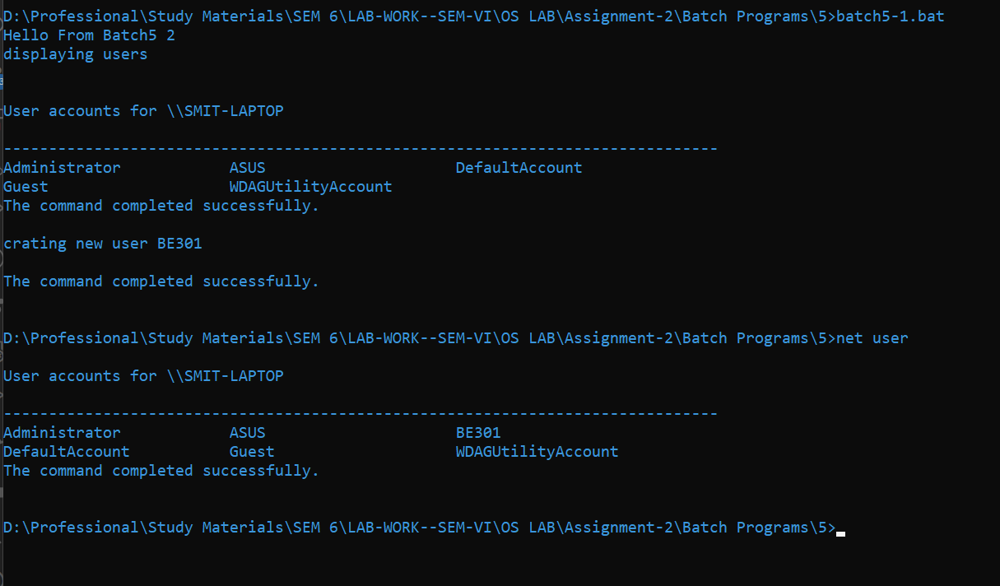 D:\Professional\Study Materials\SEM 6\LAB-WORK--SEM-VI\OS LAB\Assignment-2\Batch Programs\5>batch5-1.bat
Hello From Batch5 2
displaying users
User accounts for \\SMIT-LAPTOP
-------------------------------------------------------------------------------
Administrator            ASUS                     DefaultAccount
Guest                    WDAGUtilityAccount
The command completed successfully.
crating new user BE301
The command completed successfully.
D:\Professional\Study Materials\SEM 6\LAB-WORK--SEM-VI\OS LAB\Assignment-2\Batch Programs\5>net user
User accounts for \\SMIT-LAPTOP
-------------------------------------------------------------------------------
Administrator            ASUS                     BE301
DefaultAccount           Guest                    WDAGUtilityAccount
The command completed successfully.
D:\Professional\Study Materials\SEM 6\LAB-WORK--SEM-VI\OS LAB\Assignment-2\Batch Programs\5>